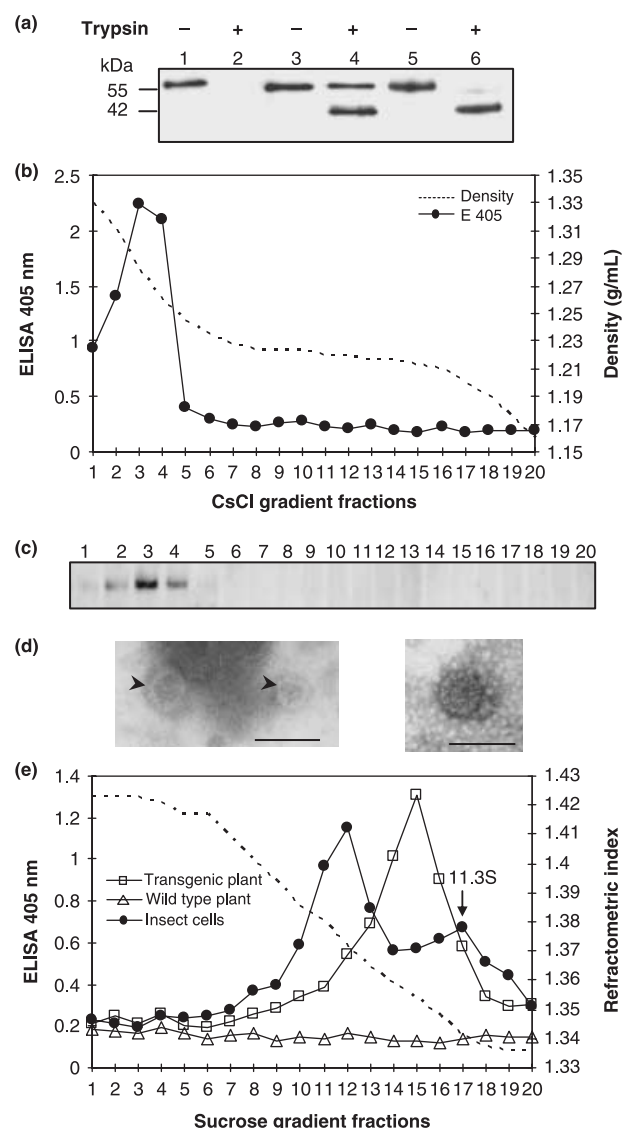 (a)
Trypsin – + – + – +
kDa 1 2 3 4 5 6
55
42
(b)
2.5 1.35
2 1.33
1.5 1.31
1 1.29
0.5 1.27
0 1.25
1.23
1.21
1.19
1.17
1.15
Density
E 405
ELISA 405 nm
Density (g/mL)
1 2 3 4 5 6 7 8 9 10 11 12 13 14 15 16 17 18 19 20
CsCl gradient fractions
(c)
1 2 3 4 5 6 7 8 9 10 11 12 13 14 15 16 17 18 19 20
(d)
(e)
1.4 1.43
1.2 1.42
1 1.41
0.8 1.4
0.6 1.39
0.4 1.38
0.2 1.37
0 1.36
1.35
1.34
1.33
Transgenic plant
Wild type plant
Insect cells
11.3S
ELISA 405 nm
Refractometric index
1 2 3 4 5 6 7 8 9 10 11 12 13 14 15 16 17 18 19 20
Sucrose gradient fractions